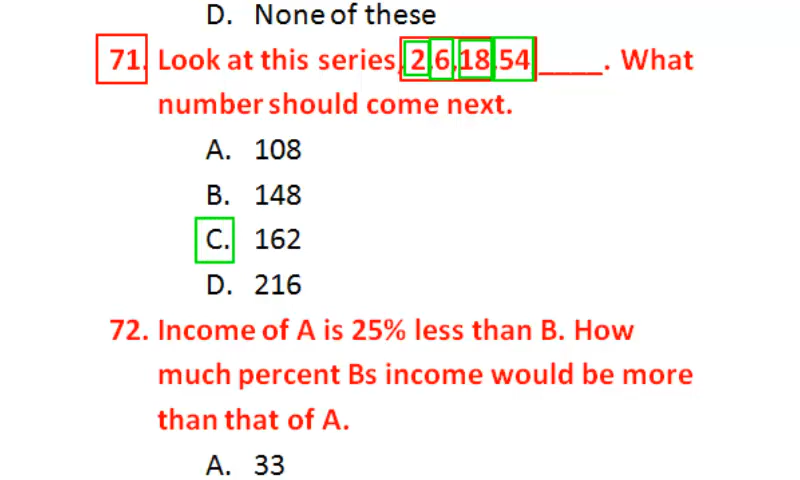 D. None of these
71. Look at this series, 2,6,18,54,____. What
number should come next.
A. 108
B. 148
C. 162
D. 216
72. Income of A is 25% less than B. How
much percent Bs income would be more
than that of A.
A. 33